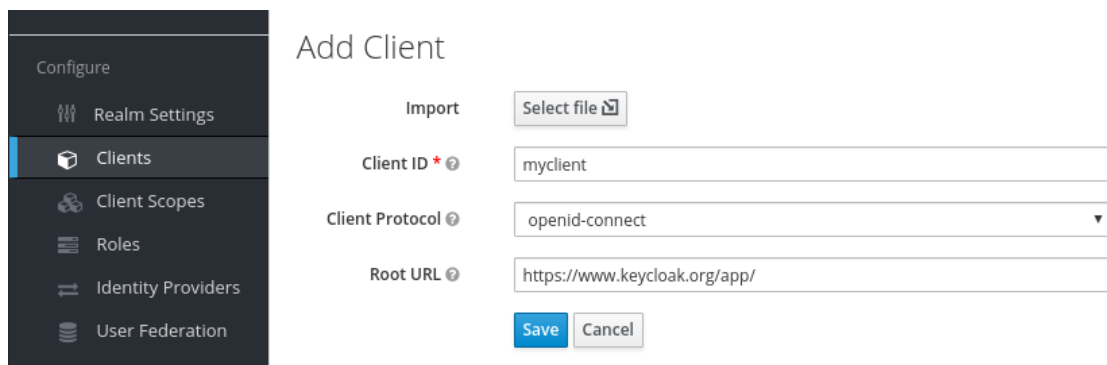 Configure
Realm Settings
Clients
Client Scopes
Roles
Identity Providers
User Federation
Add Client
Import Select file
Client ID * myclient
Client Protocol openid-connect
Root URL https://www.keycloak.org/app/
Save Cancel